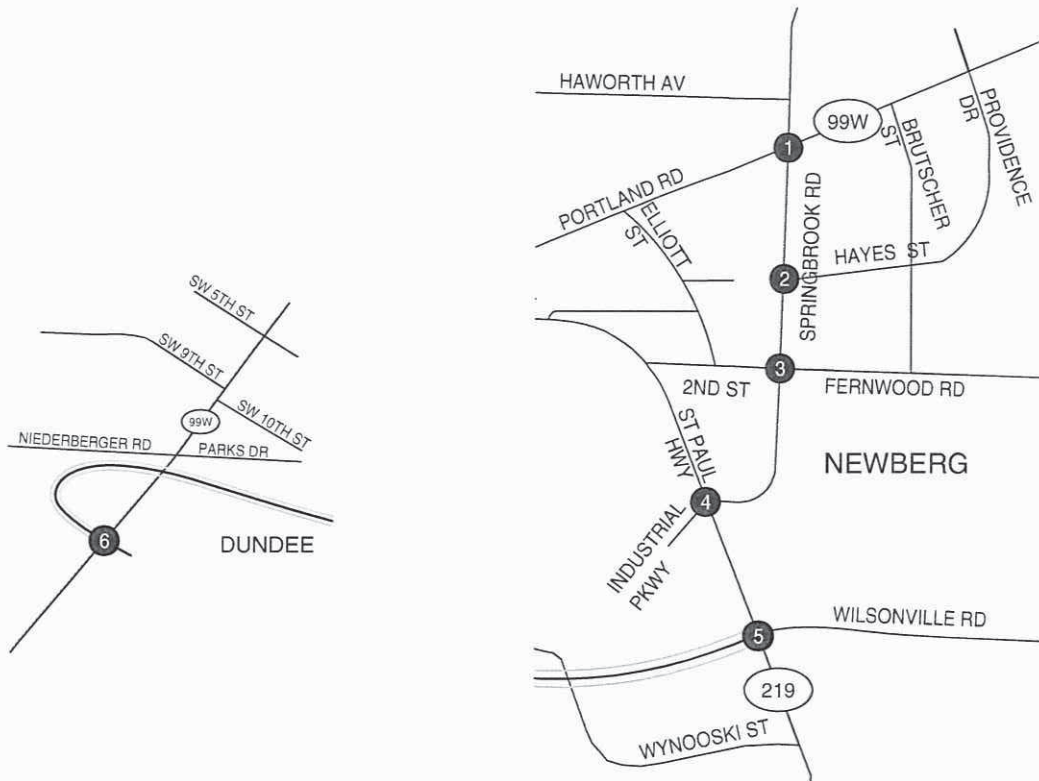 HAWORTH AV
99W
PROVIDENCE
DR
BRUTSCHER
ST
1
PORTLAND RD
ELLIOTT
ST
SPRINGBROOK RD
HAYES ST
2
SW 5TH ST
SW 9TH ST
3
2ND ST
FERNWOOD RD
99W
SW 10TH ST
NIEDERBERGER RD
PARKS DR
ST PAUL
HWY
NEWBERG
4
6
DUNDEE
INDUSTRIAL
PKWY
5
WILSONVILLE RD
219
WYNOOSKI ST